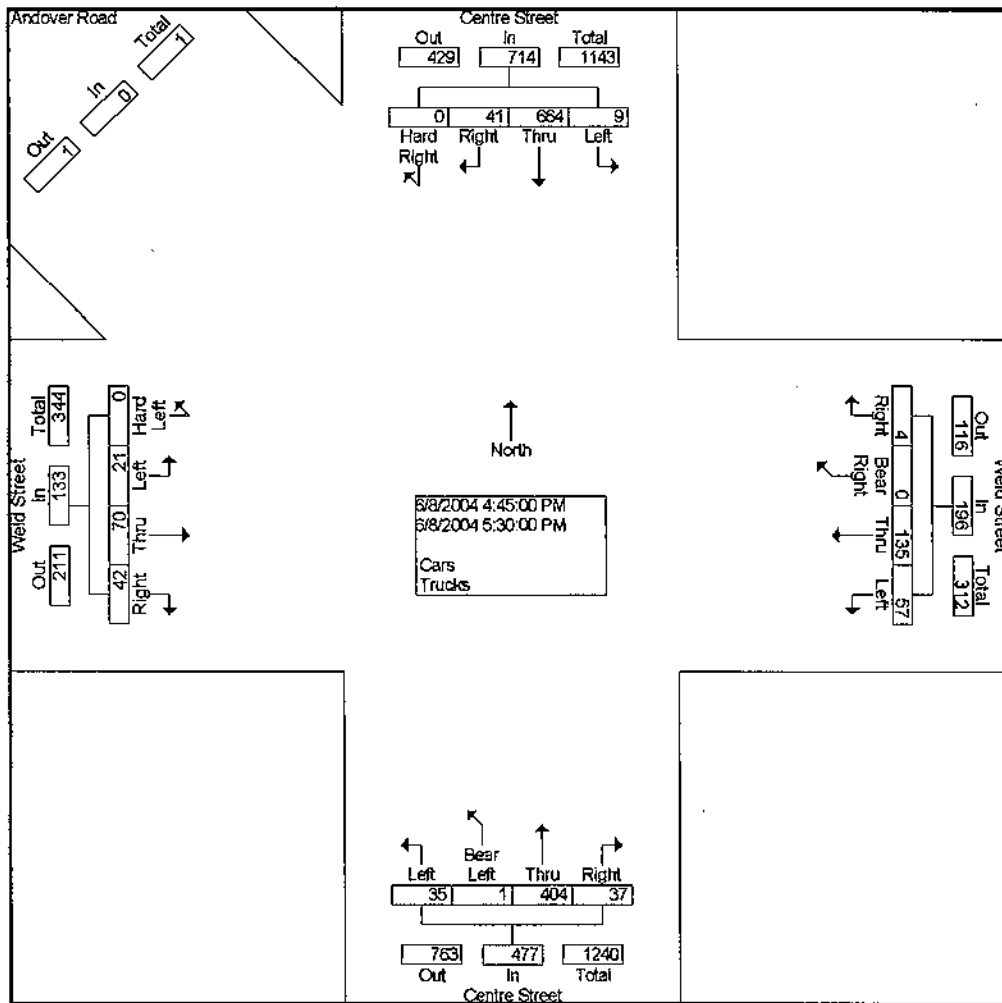 Andover Road
Total
1
In
0
Out
1
Centre Street
Out In Total
429 714 1143
0 41 664 9
Hard Right Right Thru Left
Weld Street
Total
344
In
133
Out
211
0 Hard Left
21 Left
70 Thru
42 Right
North
6/8/2004 4:45:00 PM
6/8/2004 5:30:00 PM
Cars
Trucks
Right 4
Bear Right 0
Thru 135
Left 57
Out
116
In
196
Total
312
Weld Street
Left Bear Left Thru Right
35 1 404 37
763 477 1240
Out In Total
Centre Street